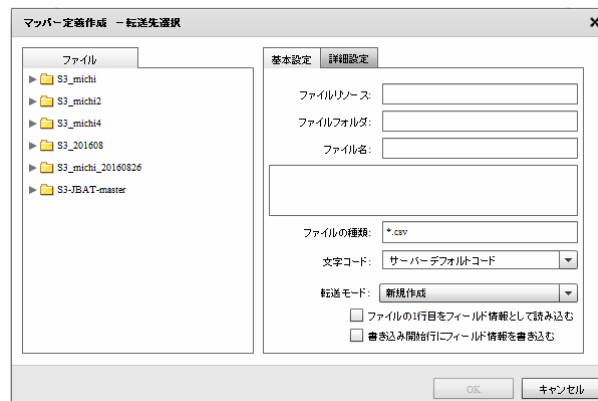 マッパー定義作成 －転送先選択
×
ファイル
S3_michi
S3_michi2
S3_michi4
S3_201608
S3_michi_20160826
S3-JBAT-master
基本設定 詳細設定
ファイルリソース:
ファイルフォルダ:
ファイル名:
ファイルの種類: *.csv
文字コード: サーバーデフォルトコード
転送モード: 新規作成
ファイルの1行目をフィールド情報として読み込む
書き込み開始行にフィールド情報を書き込む
OK キャンセル